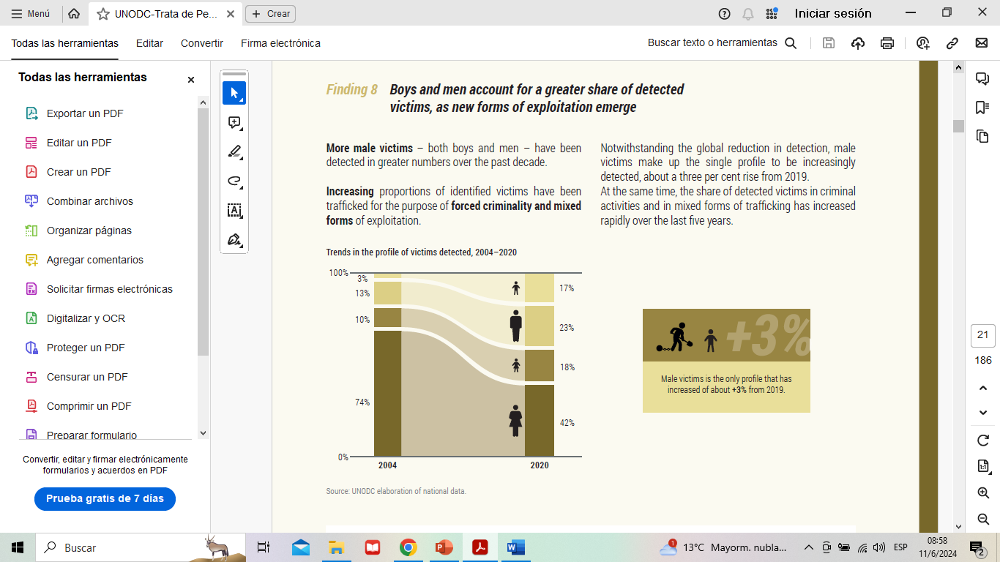 Menú
UNODC-Trata de Pe...
Crear
Iniciar sesión
Todas las herramientas
Editar
Convertir
Firma electrónica
Buscar texto o herramientas
Todas las herramientas
Exportar un PDF
Editar un PDF
Crear un PDF
Combinar archivos
Organizar páginas
Agregar comentarios
Solicitar firmas electrónicas
Digitalizar y OCR
Proteger un PDF
Censurar un PDF
Comprimir un PDF
Preparar formulario
Convertir, editar y firmar electrónicamente
formularios y acuerdos en PDF
Prueba gratis de 7 días
Finding 8 Boys and men account for a greater share of detected
victims, as new forms of exploitation emerge
More male victims – both boys and men – have been
detected in greater numbers over the past decade.
Increasing proportions of identified victims have been
trafficked for the purpose of forced criminality and mixed
forms of exploitation.
Notwithstanding the global reduction in detection, male
victims make up the single profile to be increasingly
detected, about a three per cent rise from 2019.
At the same time, the share of detected victims in criminal
activities and in mixed forms of trafficking has increased
rapidly over the last five years.
Trends in the profile of victims detected, 2004–2020
100%
3%
13%
10%
74%
0%
17%
23%
18%
42%
2004
2020
Source: UNODC elaboration of national data.
+3%
Male victims is the only profile that has
increased of about +3% from 2019.
21
186
1:1
Buscar
1
13°C Mayorm. nubla...
ESP
08:58
11/6/2024
2